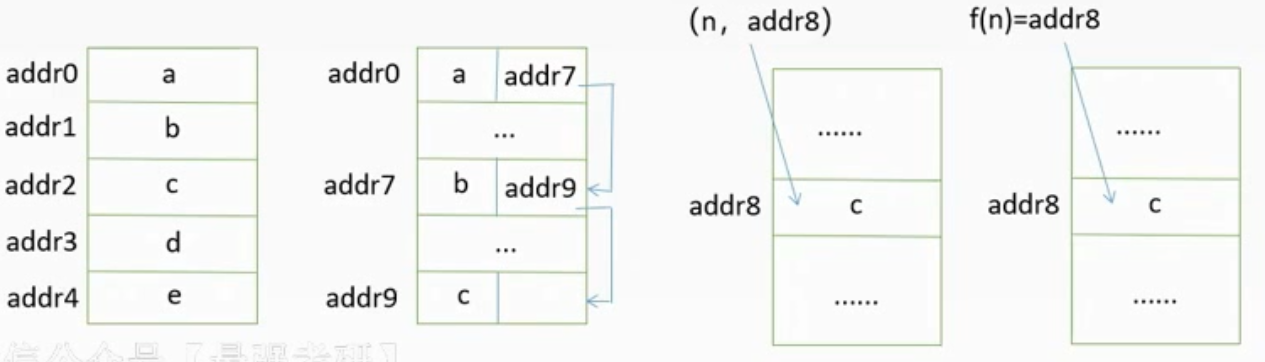 (n, addr8)
f(n)=addr8
addr0 a
addr1 b
addr2 c
addr3 d
addr4 e
addr0 a addr7
...
addr7 b addr9
...
addr9 c
......
addr8 c
......
......
addr8 c
......